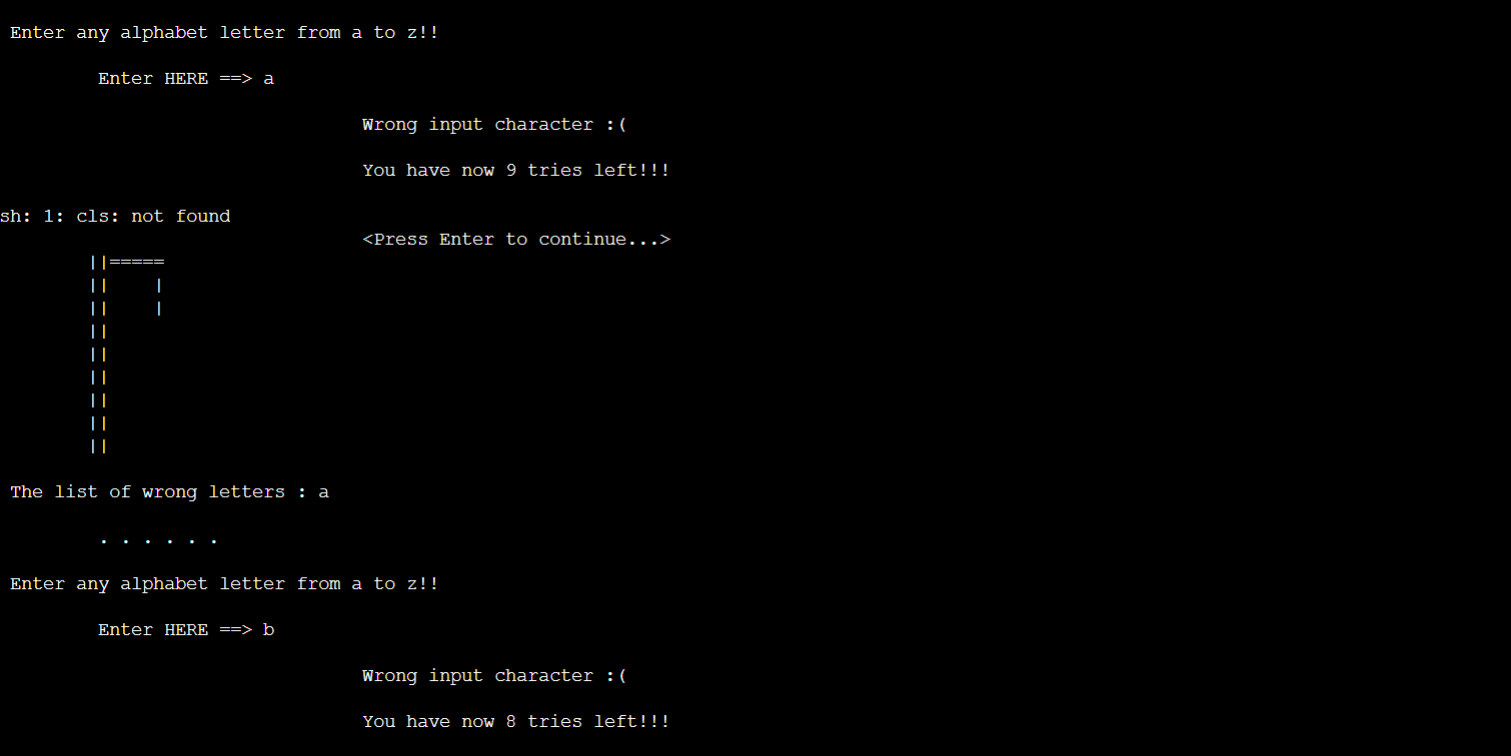 Enter any alphabet letter from a to z!!
Enter HERE ==> a
Wrong input character :(
You have now 9 tries left!!!
sh: 1: cls: not found
<Press Enter to continue...>
||=====
||    |
||    |
||
||
||
||
||
||
The list of wrong letters : a
. . . . . .
Enter any alphabet letter from a to z!!
Enter HERE ==> b
Wrong input character :(
You have now 8 tries left!!!